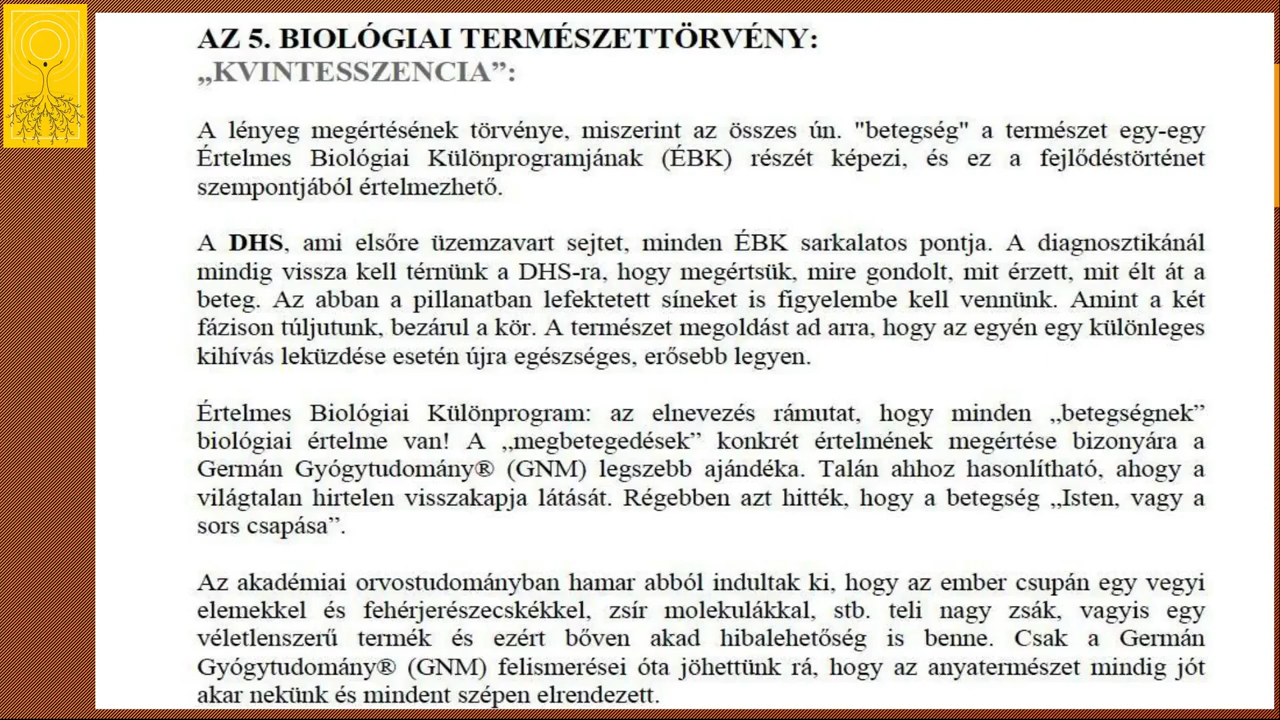 AZ 5. BIOLÓGIAI TERMÉSZETTÖRVÉNY:
„KVINTESSZENCIA”:
A lényeg megértésének törvénye, miszerint az összes ún. "betegség" a természet egy-egy
Értelmes Biológiai Különprogramjának (ÉBK) részét képezi, és ez a fejlődéstörténet
szempontjából értelmezhető.
A DHS, ami elsőre üzemzavart sejtet, minden ÉBK sarkalatos pontja. A diagnosztikánál
mindig vissza kell térnünk a DHS-ra, hogy megértsük, mire gondolt, mit érzett, mit élt át a
beteg. Az abban a pillanatban lefektetett síneket is figyelembe kell vennünk. Amint a két
fázison túljutunk, bezárul a kör. A természet megoldást ad arra, hogy az egyén egy különleges
kihívás leküzdése esetén újra egészséges, erősebb legyen.
Értelmes Biológiai Különprogram: az elnevezés rámutat, hogy minden „betegségnek”
biológiai értelme van! A „megbetegedések” konkrét értelmének megértése bizonyára a
Germán Gyógytudomány® (GNM) legszebb ajándéka. Talán ahhoz hasonlítható, ahogy a
világtalan hirtelen visszakapja látását. Régebben azt hitték, hogy a betegség „Isten, vagy a
sors csapása”.
Az akadémiai orvostudományban hamar abból indultak ki, hogy az ember csupán egy vegyi
elemekkel és fehérjerészecskékkel, zsír molekulákkal, stb. teli nagy zsák, vagyis egy
véletlenszerű termék és ezért bőven akad hibalehetőség is benne. Csak a Germán
Gyógytudomány® (GNM) felismerései óta jöhettünk rá, hogy az anyatermészet mindig jót
akar nekünk és mindent szépen elrendezett.